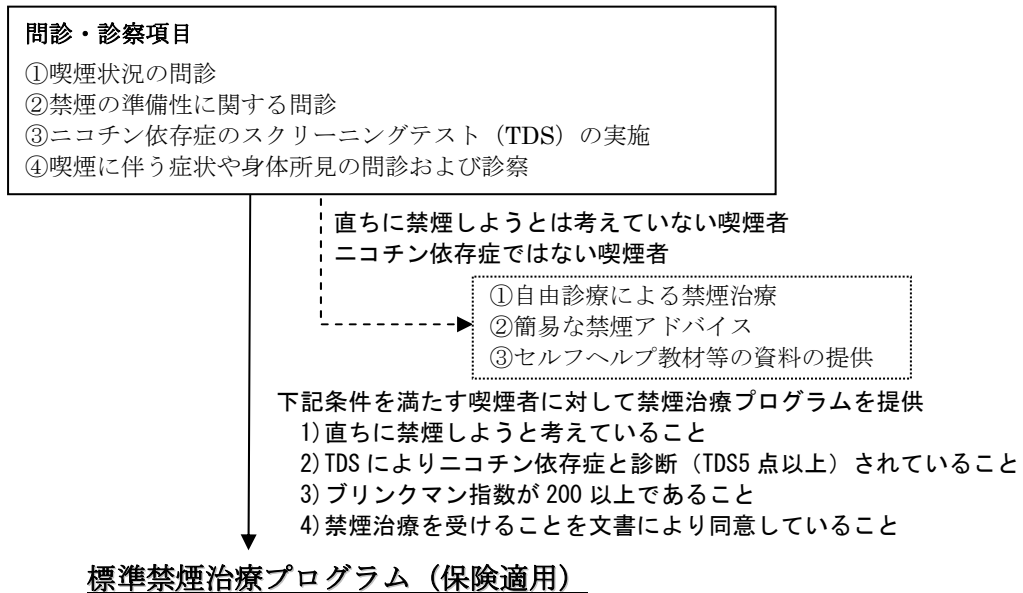 問診・診察項目
①喫煙状況の問診
②禁煙の準備性に関する問診
③ニコチン依存症のスクリーニングテスト（TDS）の実施
④喫煙に伴う症状や身体所見の問診および診察
直ちに禁煙しようとは考えていない喫煙者
ニコチン依存症ではない喫煙者
①自由診療による禁煙治療
②簡易な禁煙アドバイス
③セルフヘルプ教材等の資料の提供
下記条件を満たす喫煙者に対して禁煙治療プログラムを提供
1)直ちに禁煙しようと考えていること
2)TDSによりニコチン依存症と診断（TDS5点以上）されていること
3)ブリンクマン指数が200以上であること
4)禁煙治療を受けることを文書により同意していること
標準禁煙治療プログラム（保険適用）